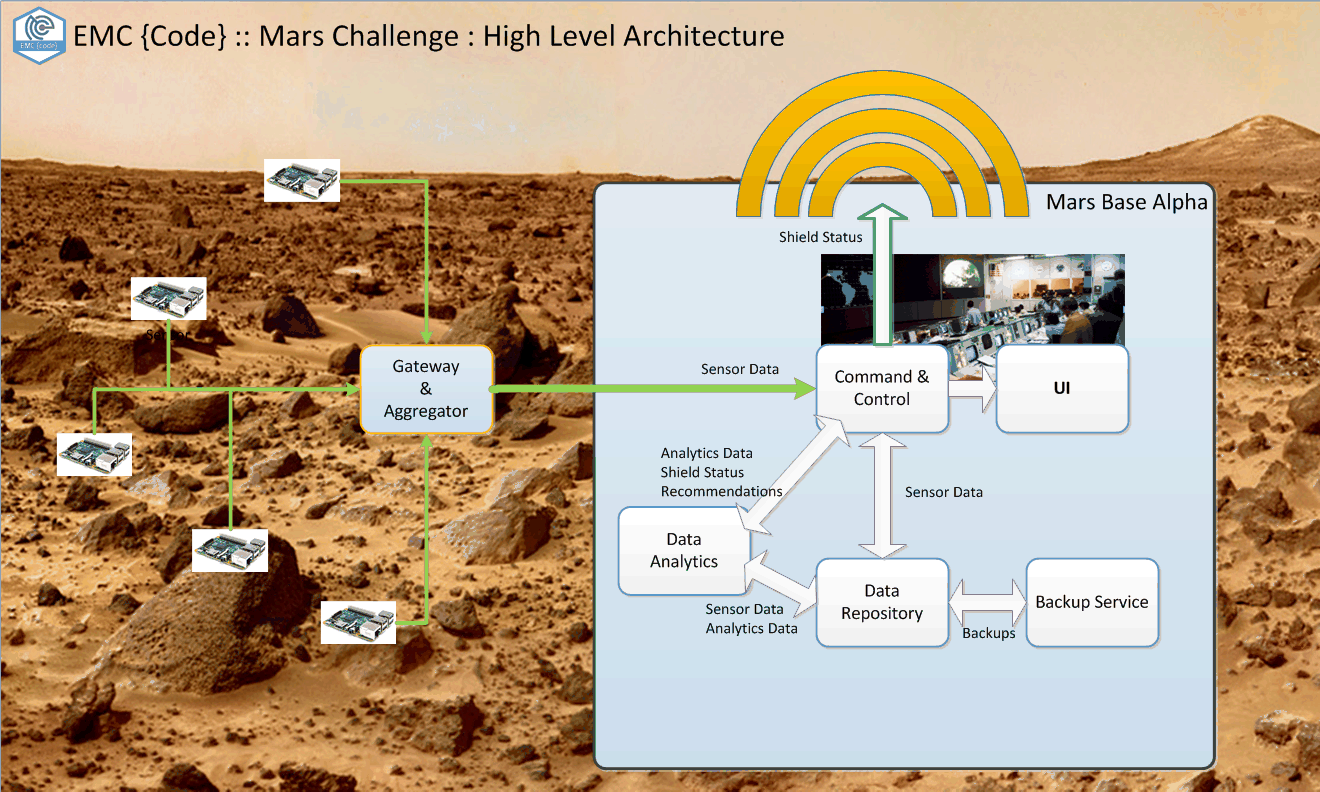 EMC {Code} :: Mars Challenge : High Level Architecture
EMC {code}
Mars Base Alpha
Shield Status
Sensor
Gateway
&
Aggregator
Sensor Data
Command &
Control
UI
Analytics Data
Shield Status
Recommendations
Sensor Data
Data
Analytics
Sensor Data
Analytics Data
Data
Repository
Backups
Backup Service